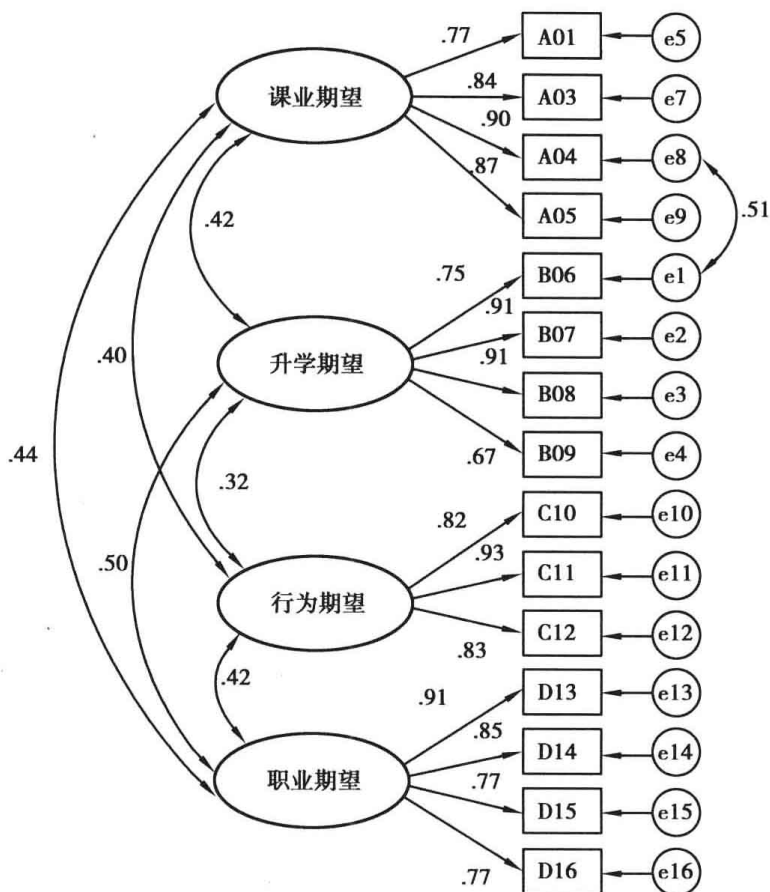 .77
A01
e5
课业期望
.84
A03
e7
.90
A04
e8
.87
A05
e9
.51
.42
.75
B06
e1
.91
B07
e2
.40
升学期望
.91
B08
e3
.44
.67
B09
e4
.32
.82
C10
e10
.50
.93
C11
e11
行为期望
.83
C12
e12
.42
.91
D13
e13
.85
D14
e14
职业期望
.77
D15
e15
.77
D16
e16